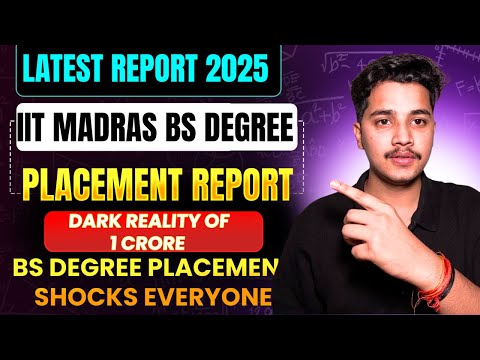 LATEST REPORT 2025
IIT MADRAS BS DEGREE
PLACEMENT REPORT
DARK REALITY OF
1 CRORE
BS DEGREE PLACEMEN
SHOCKS EVERYONE